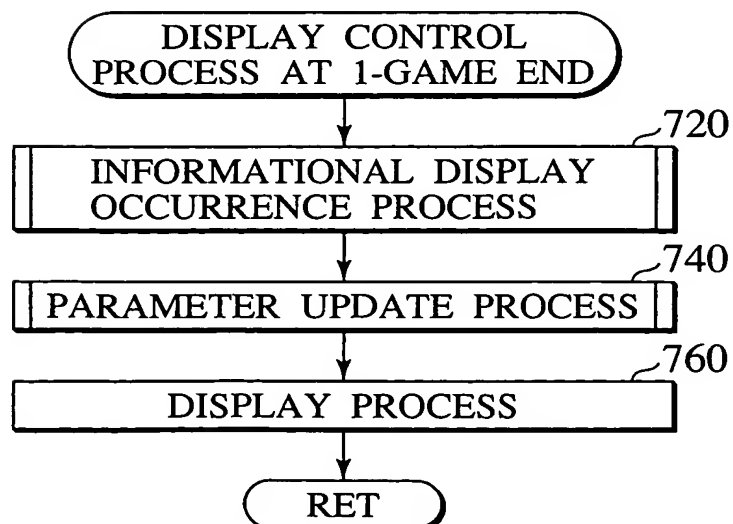 DISPLAY CONTROL
PROCESS AT 1-GAME END
720
INFORMATIONAL DISPLAY
OCCURRENCE PROCESS
740
PARAMETER UPDATE PROCESS
760
DISPLAY PROCESS
RET